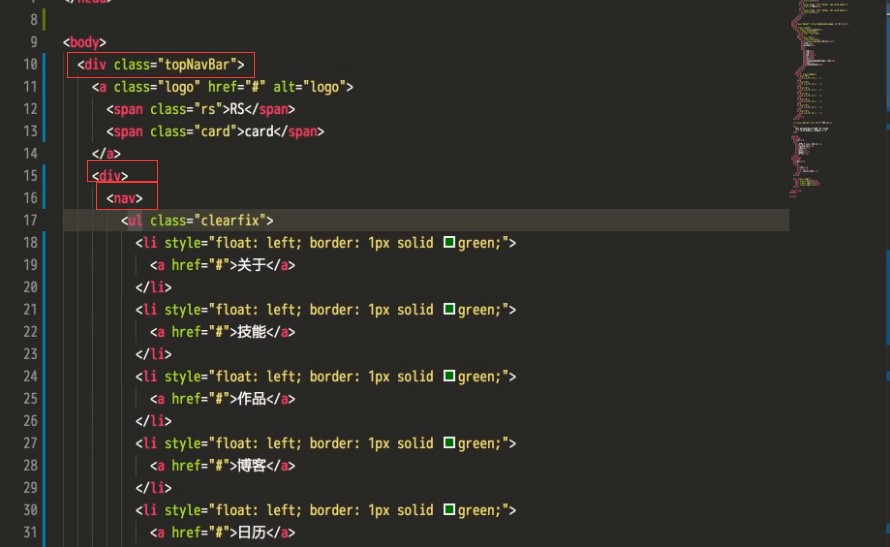 8
9 <body>
10 <div class="topNavBar">
11 <a class="logo" href="#" alt="logo">
12 <span class="rs">RS</span>
13 <span class="card">card</span>
14 </a>
15 <div>
16 <nav>
17 <ul class="clearfix">
18 <li style="float: left; border: 1px solid green;">
19 <a href="#">关于</a>
20 </li>
21 <li style="float: left; border: 1px solid green;">
22 <a href="#">技能</a>
23 </li>
24 <li style="float: left; border: 1px solid green;">
25 <a href="#">作品</a>
26 </li>
27 <li style="float: left; border: 1px solid green;">
28 <a href="#">博客</a>
29 </li>
30 <li style="float: left; border: 1px solid green;">
31 <a href="#">日历</a>